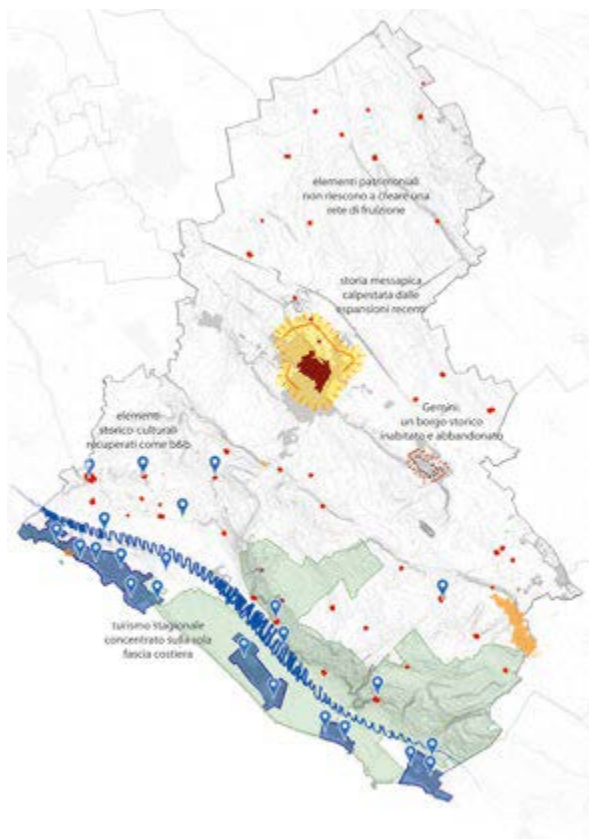 elementi patrimoniali
non riescono a creare una
rete di fruizione
storia messapica
calpestata dalle
espansioni recenti
Gemini:
un borgo storico
inabitato e abbandonato
elementi
storico-culturali
recuperati come b&b
turismo stagionale
concentrato sulla sola
fascia costiera